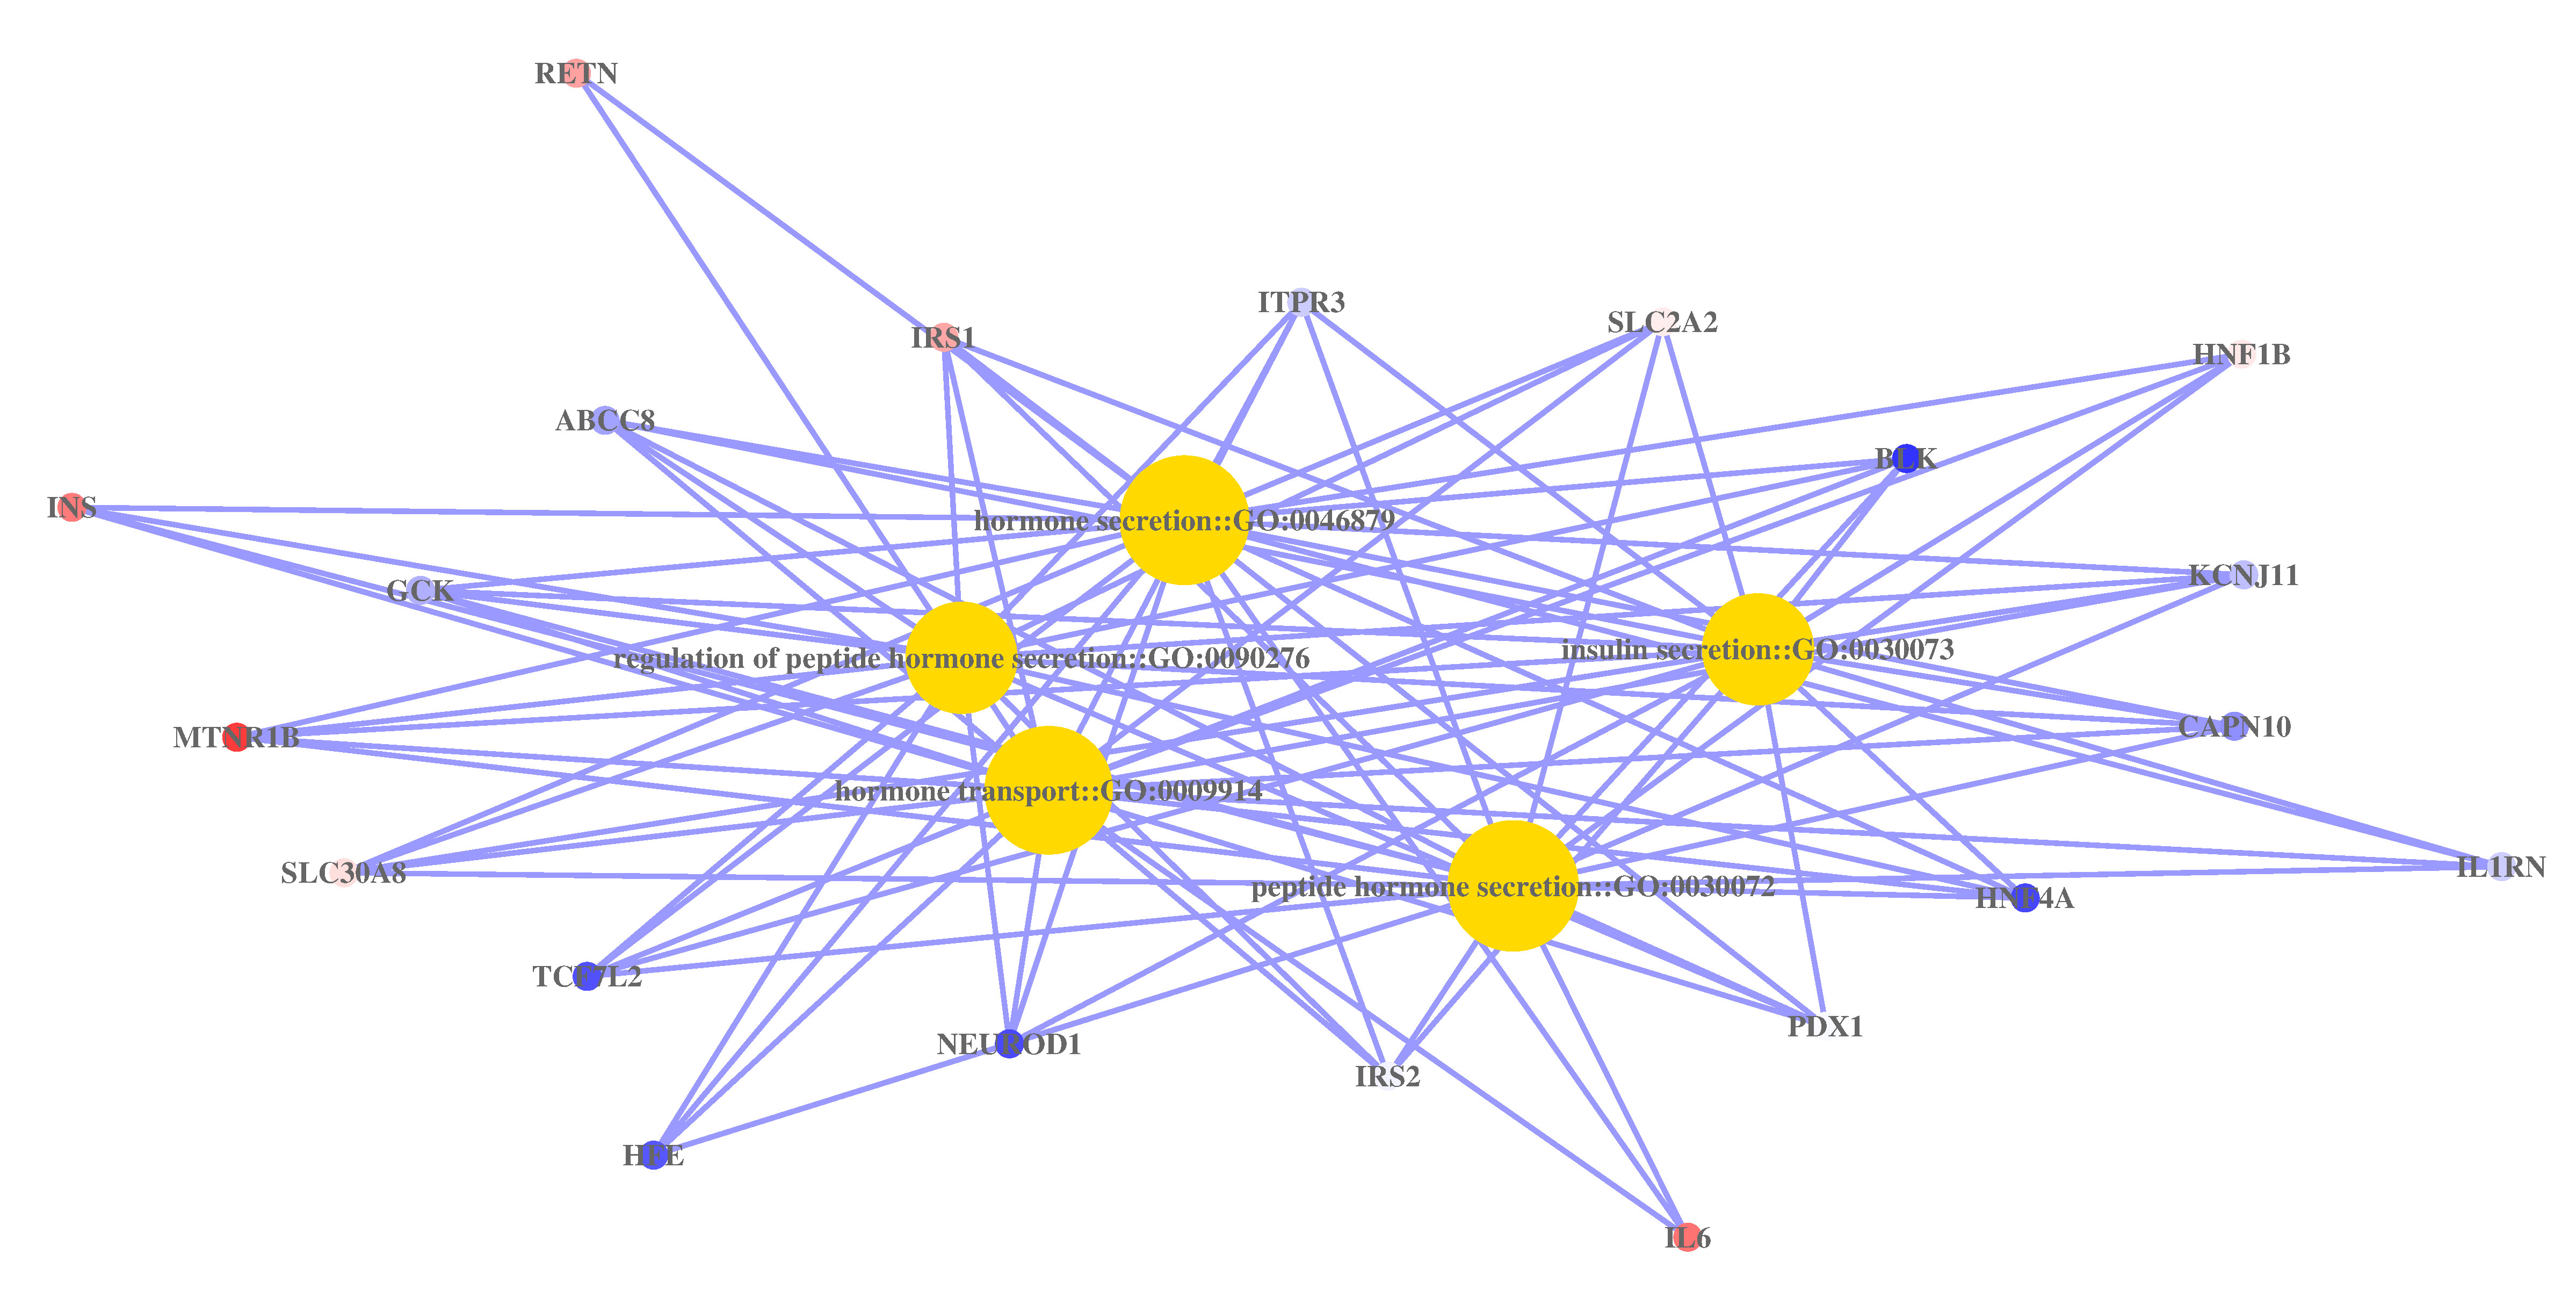 RETN
ITPR3
SLC2A2
IRS1
HNF1B
ABCC8
BLK
INS
hormone secretion::GO:0046879
KCNJ11
GCK
insulin secretion::GO:0030073
regulation of peptide hormone secretion::GO:0090276
CAPN10
MTNR1B
hormone transport::GO:0009914
IL1RN
SLC30A8
peptide hormone secretion::GO:0030072
HNF4A
TCF7L2
PDX1
NEUROD1
IRS2
HFE
IL6